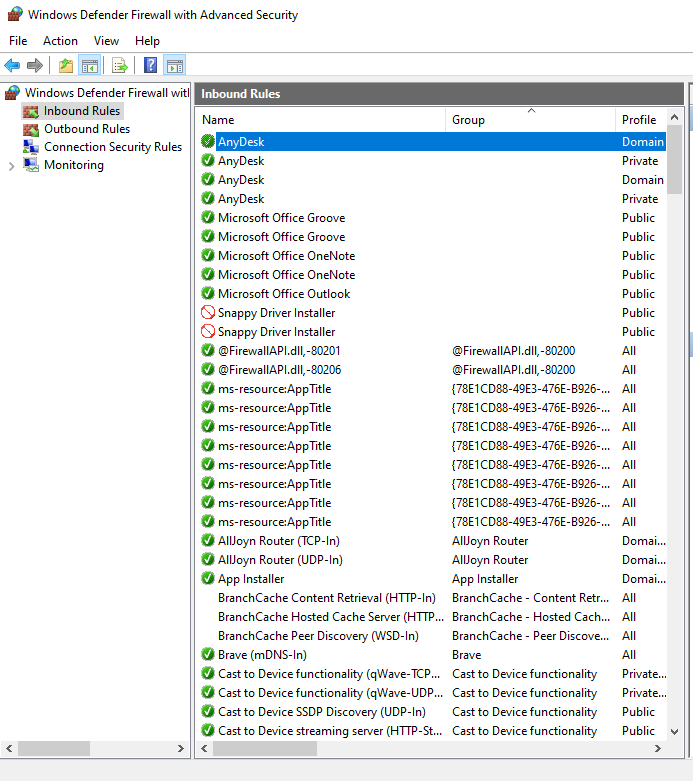 Windows Defender Firewall with Advanced Security
File Action View Help
Windows Defender Firewall with
Inbound Rules
Outbound Rules
Connection Security Rules
Monitoring
Inbound Rules
Name Group Profile
AnyDesk Domain
AnyDesk Private
AnyDesk Domain
AnyDesk Private
Microsoft Office Groove Public
Microsoft Office Groove Public
Microsoft Office OneNote Public
Microsoft Office OneNote Public
Microsoft Office Outlook Public
Snappy Driver Installer Public
Snappy Driver Installer Public
@FirewallAPI.dll,-80201 @FirewallAPI.dll,-80200 All
@FirewallAPI.dll,-80206 @FirewallAPI.dll,-80200 All
ms-resource:AppTitle {78E1CD88-49E3-476E-B926-... All
ms-resource:AppTitle {78E1CD88-49E3-476E-B926-... All
ms-resource:AppTitle {78E1CD88-49E3-476E-B926-... All
ms-resource:AppTitle {78E1CD88-49E3-476E-B926-... All
ms-resource:AppTitle {78E1CD88-49E3-476E-B926-... All
ms-resource:AppTitle {78E1CD88-49E3-476E-B926-... All
ms-resource:AppTitle {78E1CD88-49E3-476E-B926-... All
ms-resource:AppTitle {78E1CD88-49E3-476E-B926-... All
AllJoyn Router (TCP-In) AllJoyn Router Domai...
AllJoyn Router (UDP-In) AllJoyn Router Domai...
App Installer App Installer Domai...
BranchCache Content Retrieval (HTTP-In) BranchCache - Content Retr... All
BranchCache Hosted Cache Server (HTTP... BranchCache - Hosted Cach... All
BranchCache Peer Discovery (WSD-In) BranchCache - Peer Discove... All
Brave (mDNS-In) Brave All
Cast to Device functionality (qWave-TCP... Cast to Device functionality Private...
Cast to Device functionality (qWave-UDP... Cast to Device functionality Private...
Cast to Device SSDP Discovery (UDP-In) Cast to Device functionality Public
Cast to Device streaming server (HTTP-St... Cast to Device functionality Public